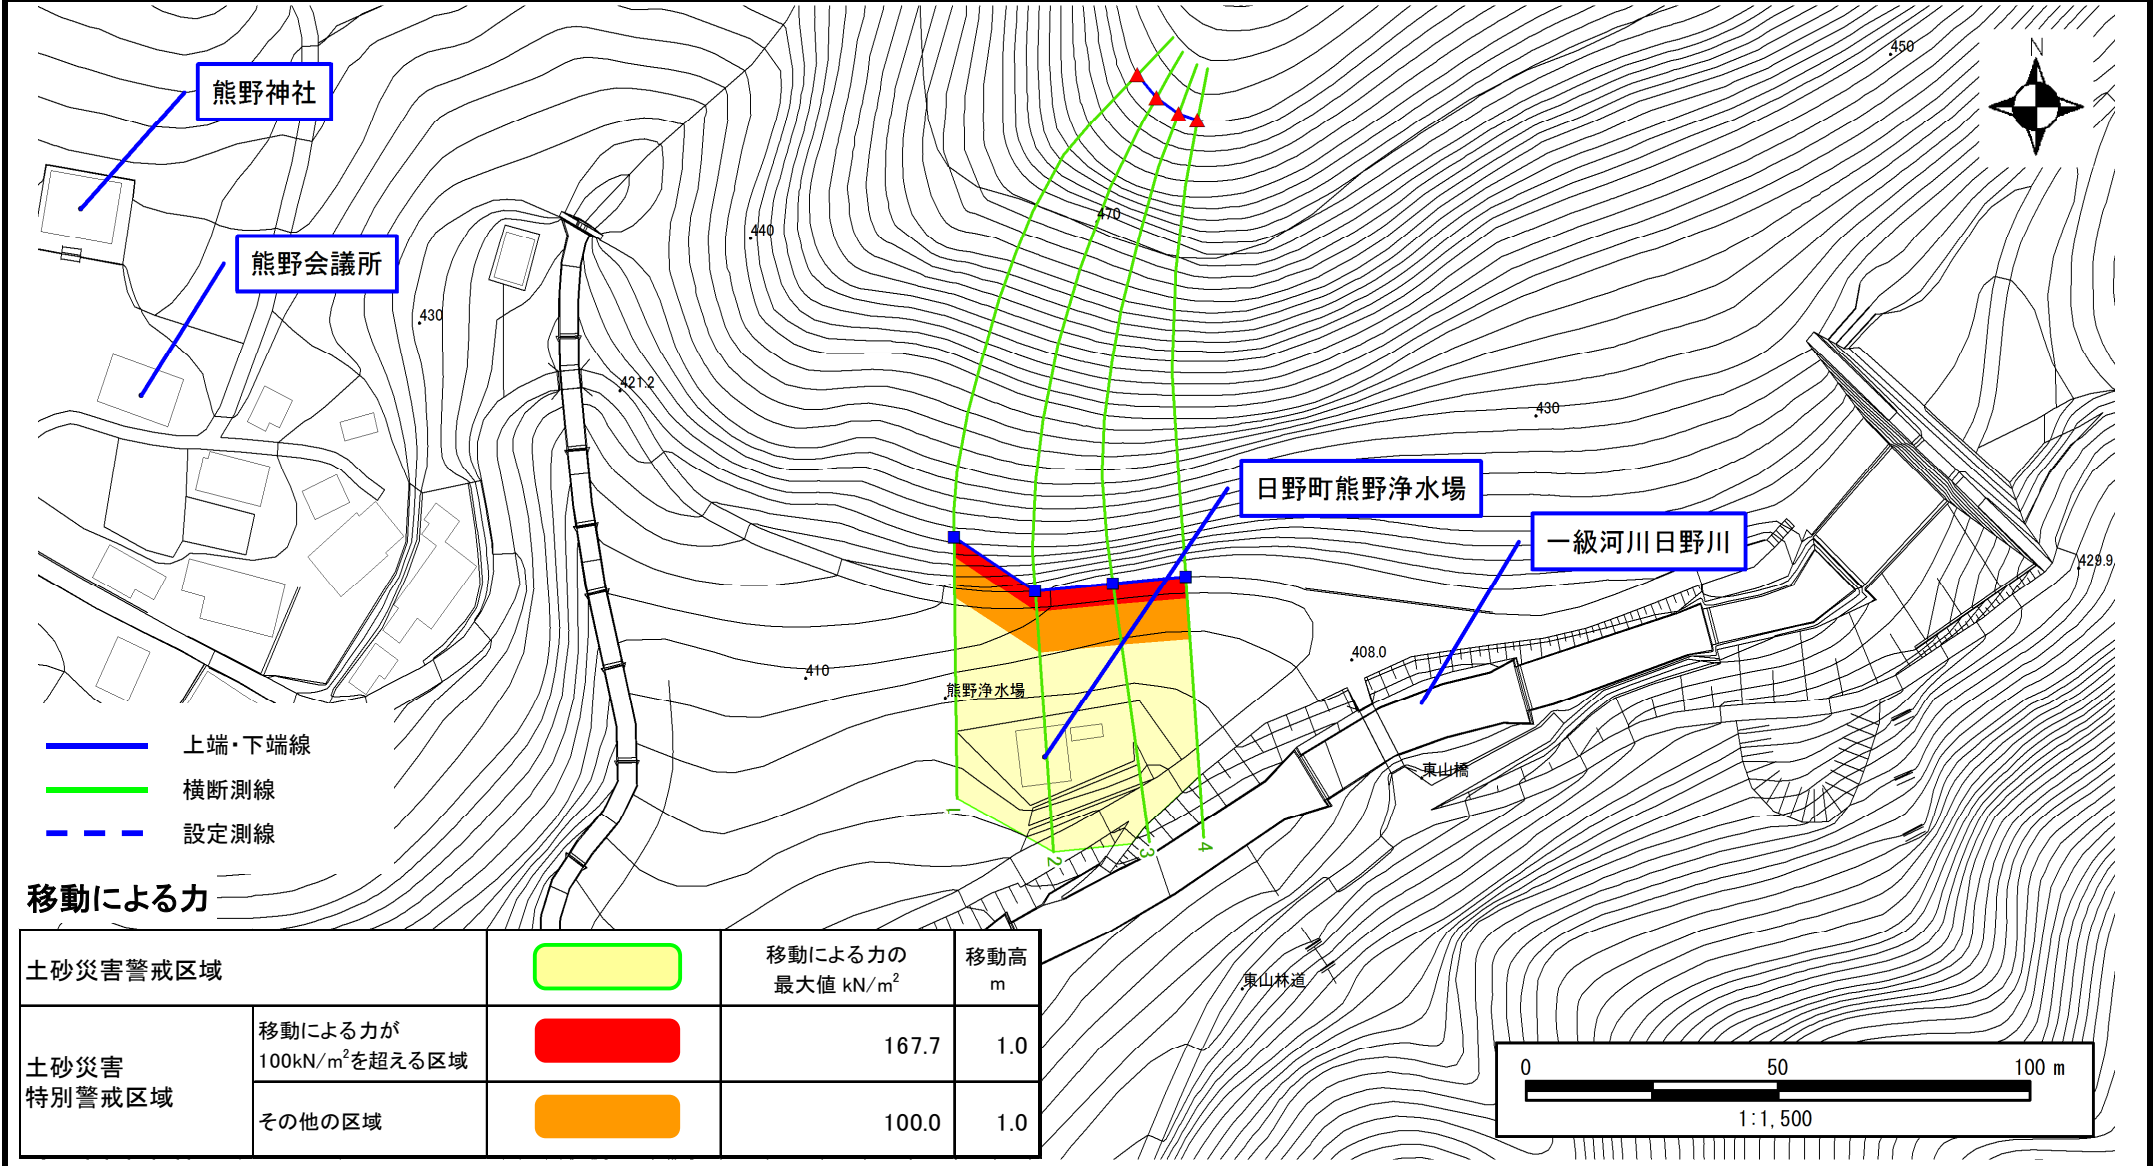 450
N
熊野神社
470
440
熊野会議所
430
421.2
430
日野町熊野浄水場
一級河川日野川
429.9
408.0
410
熊野浄水場
東山橋
1
2
3
4
上端・下端線
横断測線
設定測線
移動による力
土砂災害警戒区域
移動による力の
最大値 kN/m²
移動高
m
土砂災害
特別警戒区域
移動による力が
100kN/m²を超える区域
167.7
1.0
その他の区域
100.0
1.0
東山林道
0 50 100 m
1:1,500